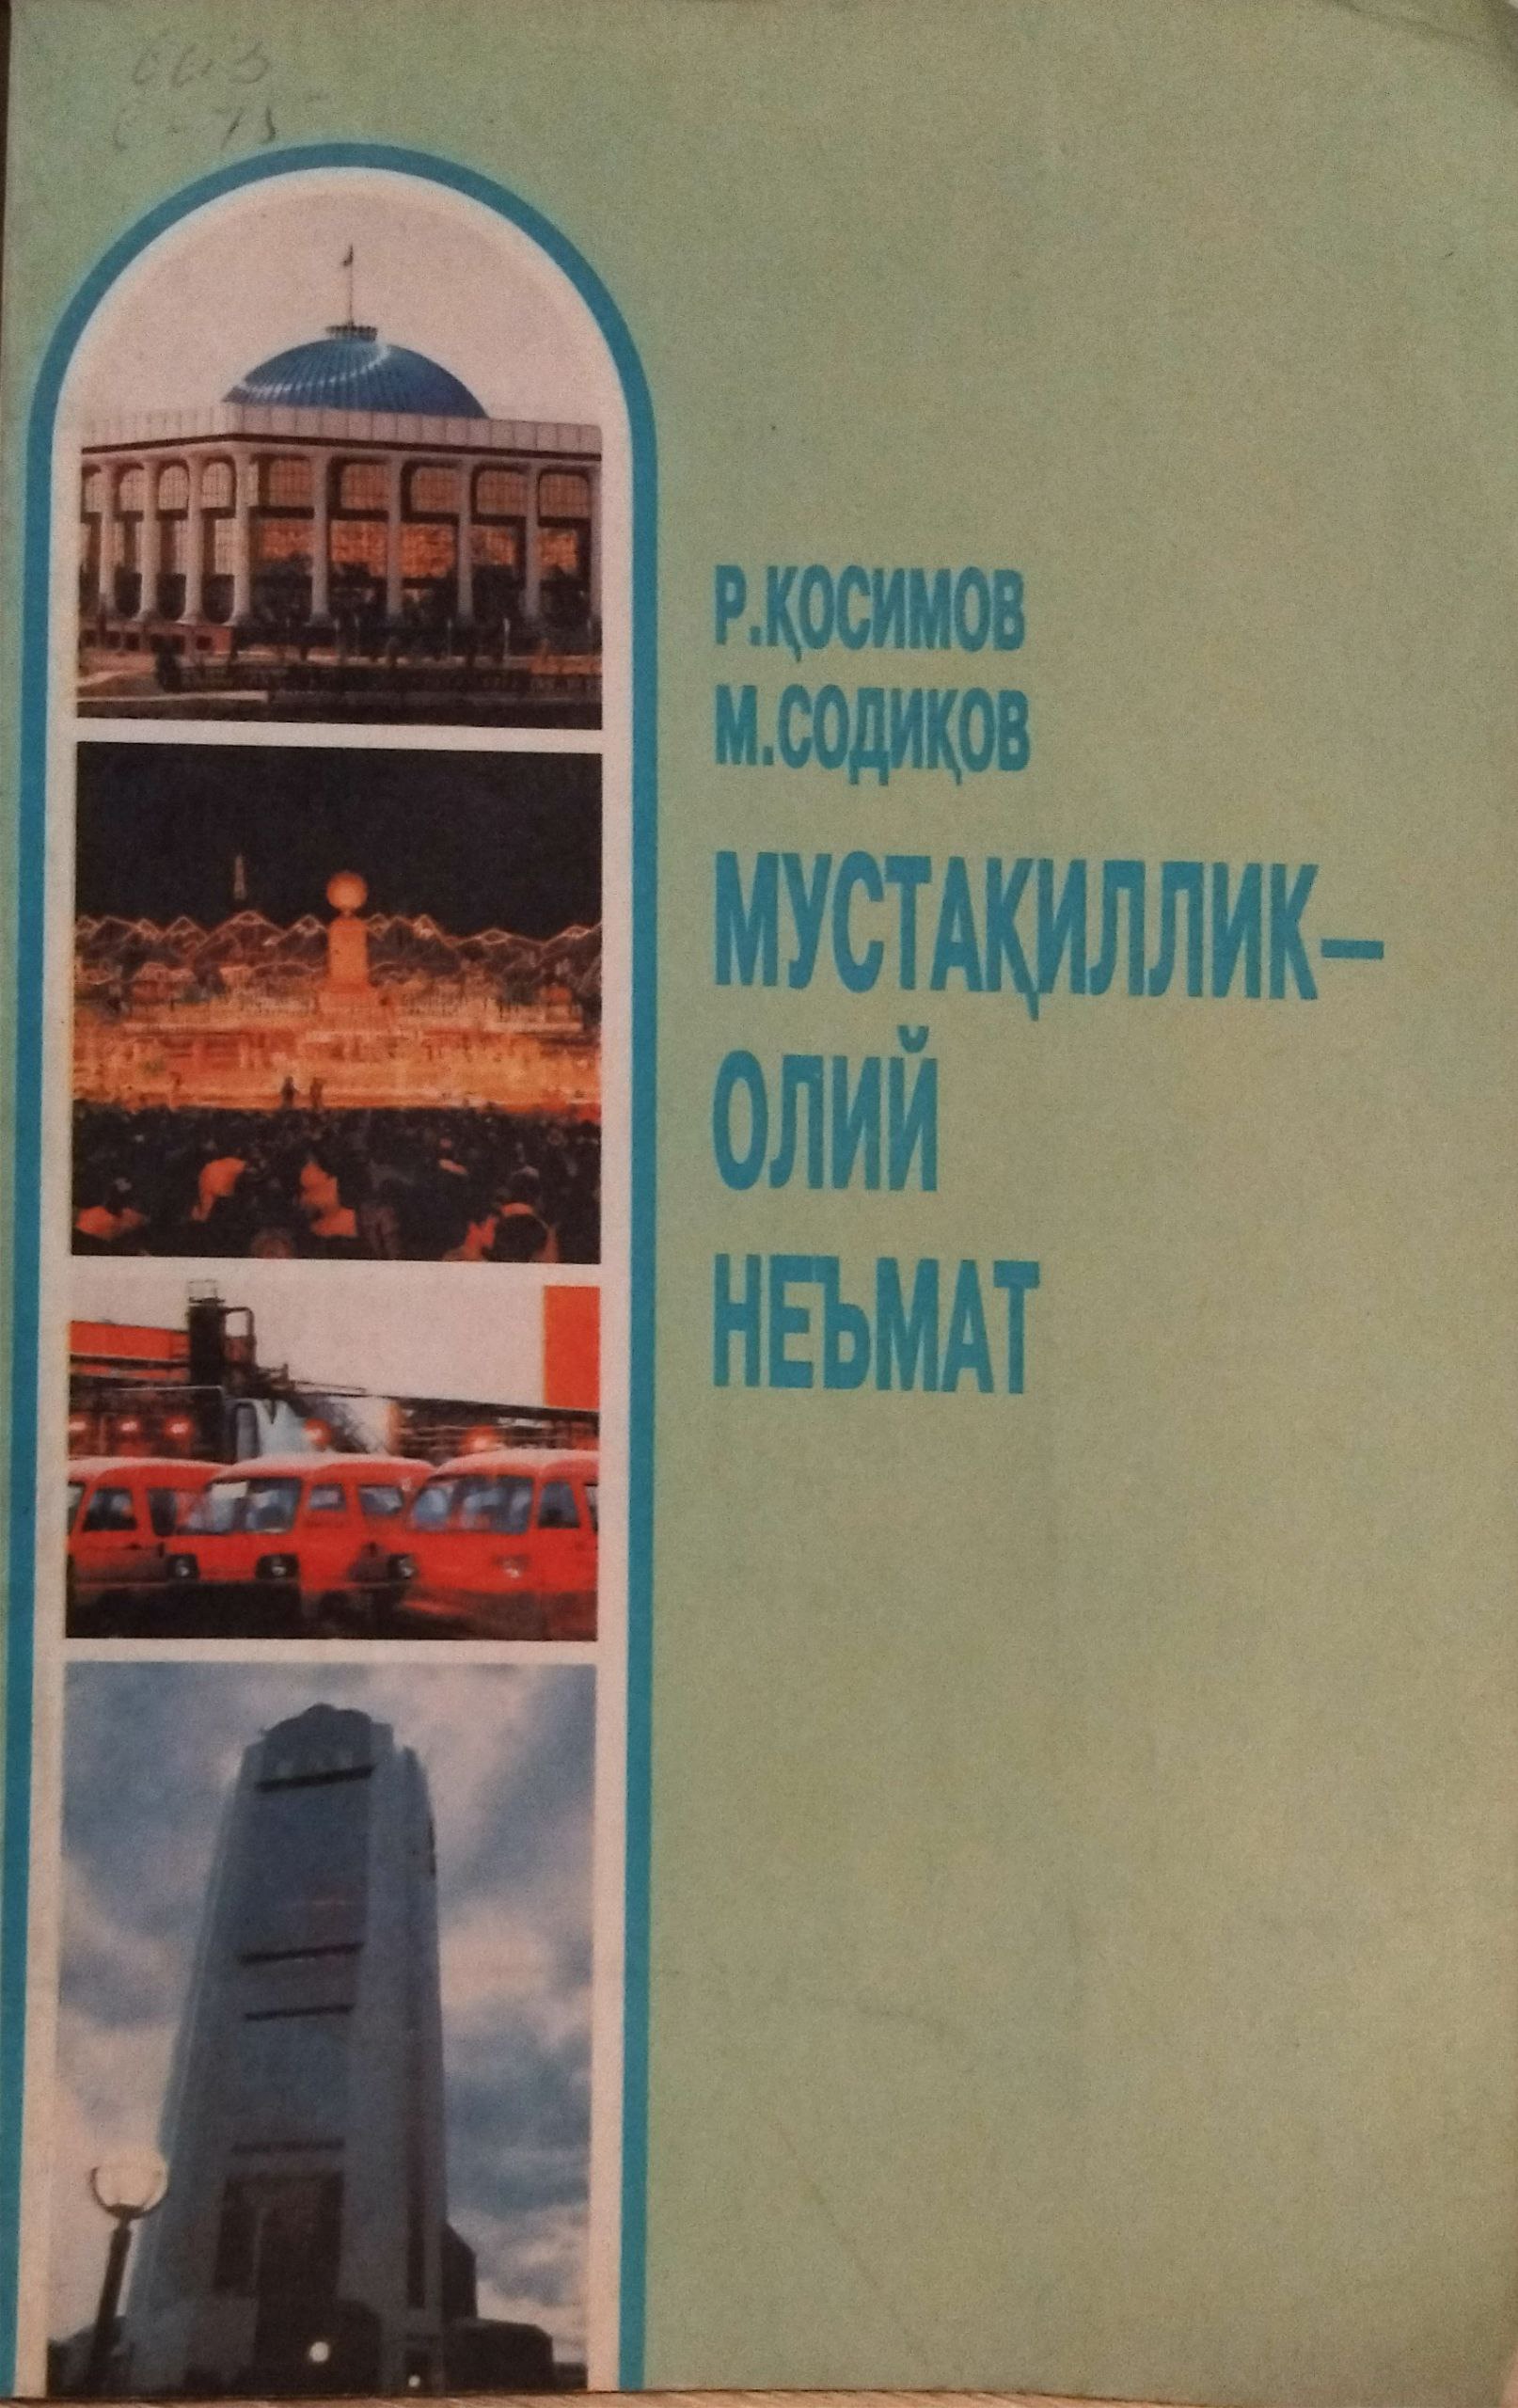 Р.ҚОСИМОВ
М.СОДИҚОВ
МУСТАҚИЛЛИК–
ОЛИЙ
НЕЪМАТ